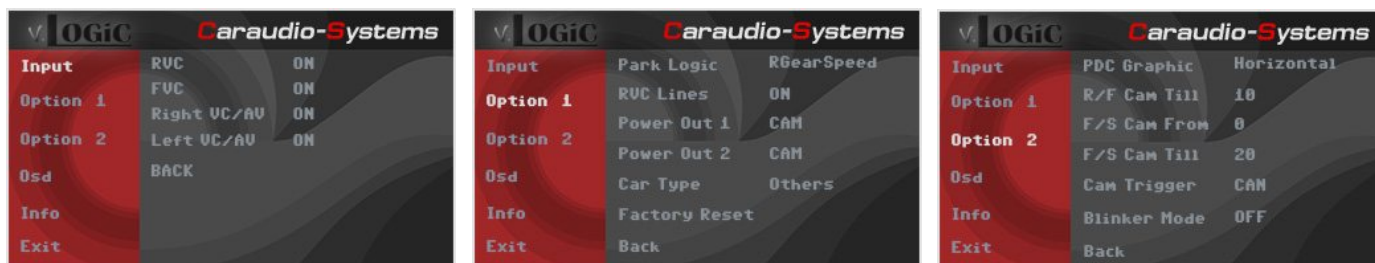 v.LOGiC Caraudio-Systems
Input RVC ON
FVC ON
Option 1 Right VC/AV ON
Option 2 Left VC/AV ON
Osd BACK
Info
Exit
v.LOGiC Caraudio-Systems
Input Park Logic RGearSpeed
Option 1 RVC Lines ON
Power Out 1 CAM
Option 2 Power Out 2 CAM
Osd Car Type Others
Info Factory Reset
Exit Back
v.LOGiC Caraudio-Systems
Input PDC Graphic Horizontal
Option 1 R/F Cam Till 10
F/S Cam From 0
Option 2 F/S Cam Till 20
Osd Cam Trigger CAN
Info Blinker Mode OFF
Exit Back